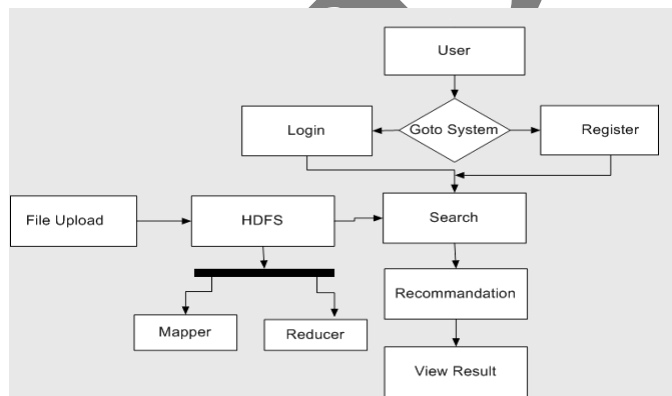 User
Login
Goto System
Register
File Upload
HDFS
Search
Recommandation
Mapper
Reducer
View Result